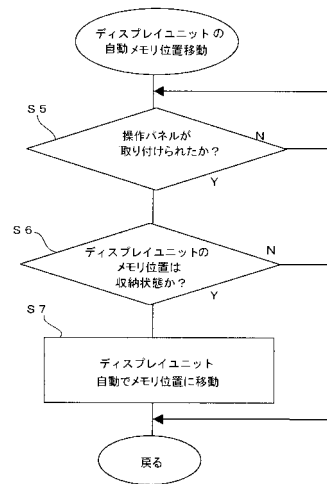 ディスプレイユニットの
自動メモリ位置移動
S5
操作パネルが
取り付けられたか?
N
Y
S6
ディスプレイユニットの
メモリ位置は
収納状態か?
N
Y
S7
ディスプレイユニット
自動でメモリ位置に移動
戻る